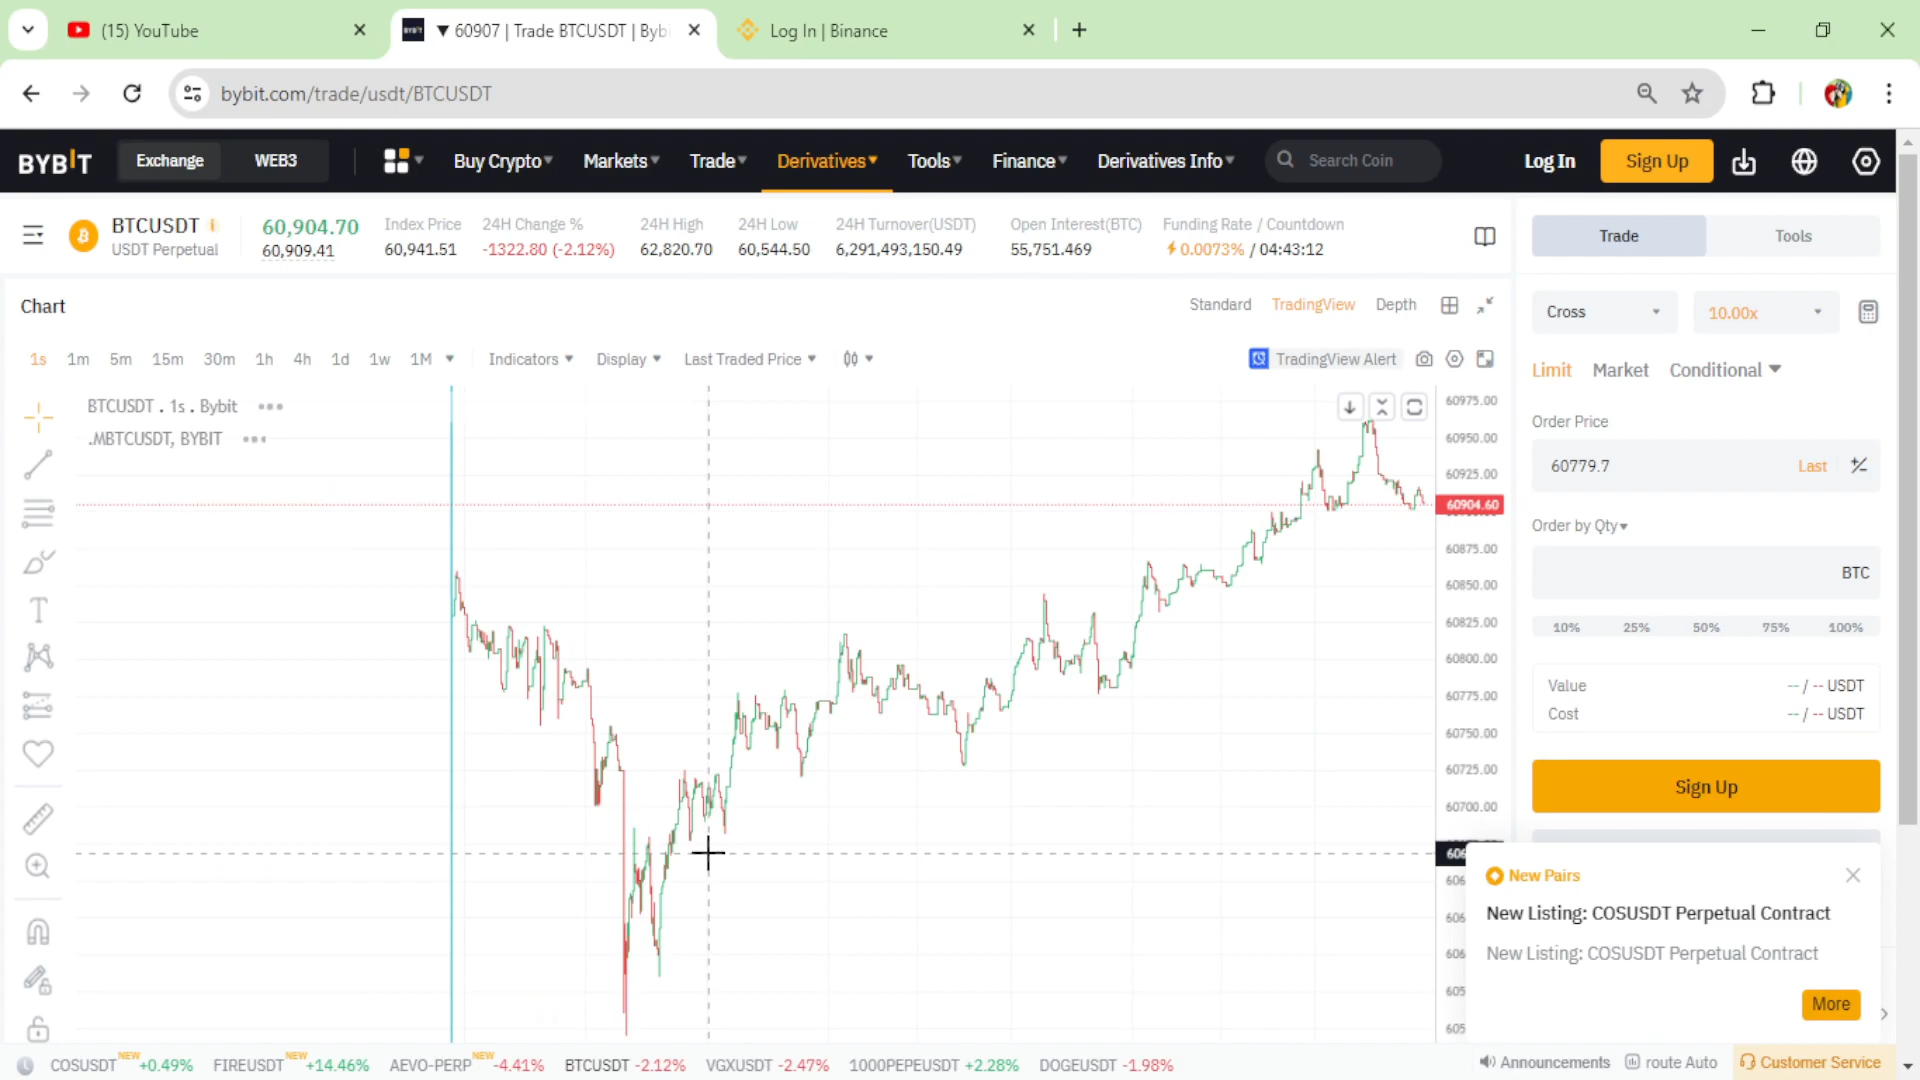 (15) YouTube
▼ 60907 | Trade BTCUSDT | Byb
Log In | Binance
bybit.com/trade/usdt/BTCUSDT
BYBIT
Exchange
WEB3
Buy Crypto
Markets
Trade
Derivatives
Tools
Finance
Derivatives Info
Search Coin
Log In
Sign Up
BTCUSDT
USDT Perpetual
60,904.70
60,909.41
Index Price
60,941.51
24H Change %
-1322.80 (-2.12%)
24H High
62,820.70
24H Low
60,544.50
24H Turnover(USDT)
6,291,493,150.49
Open Interest(BTC)
55,751.469
Funding Rate / Countdown
0.0073% / 04:43:12
Trade
Tools
Chart
Standard
TradingView
Depth
Cross
10.00x
1s 1m 5m 15m 30m 1h 4h 1d 1w 1M
Indicators
Display
Last Traded Price
TradingView Alert
Limit
Market
Conditional
BTCUSDT . 1s . Bybit
.MBTCUSDT, BYBIT
60975.00
60950.00
60925.00
60904.60
60875.00
60850.00
60825.00
60800.00
60775.00
60750.00
60725.00
60700.00
Order Price
60779.7
Last
Order by Qty
BTC
10% 25% 50% 75% 100%
Value
-- / -- USDT
Cost
-- / -- USDT
Sign Up
New Pairs
New Listing: COSUSDT Perpetual Contract
New Listing: COSUSDT Perpetual Contract
More
COSUSDT NEW +0.49%
FIREUSDT NEW +14.46%
AEVO-PERP NEW -4.41%
BTCUSDT -2.12%
VGXUSDT -2.47%
1000PEPEUSDT +2.28%
DOGEUSDT -1.98%
Announcements
route Auto
Customer Service